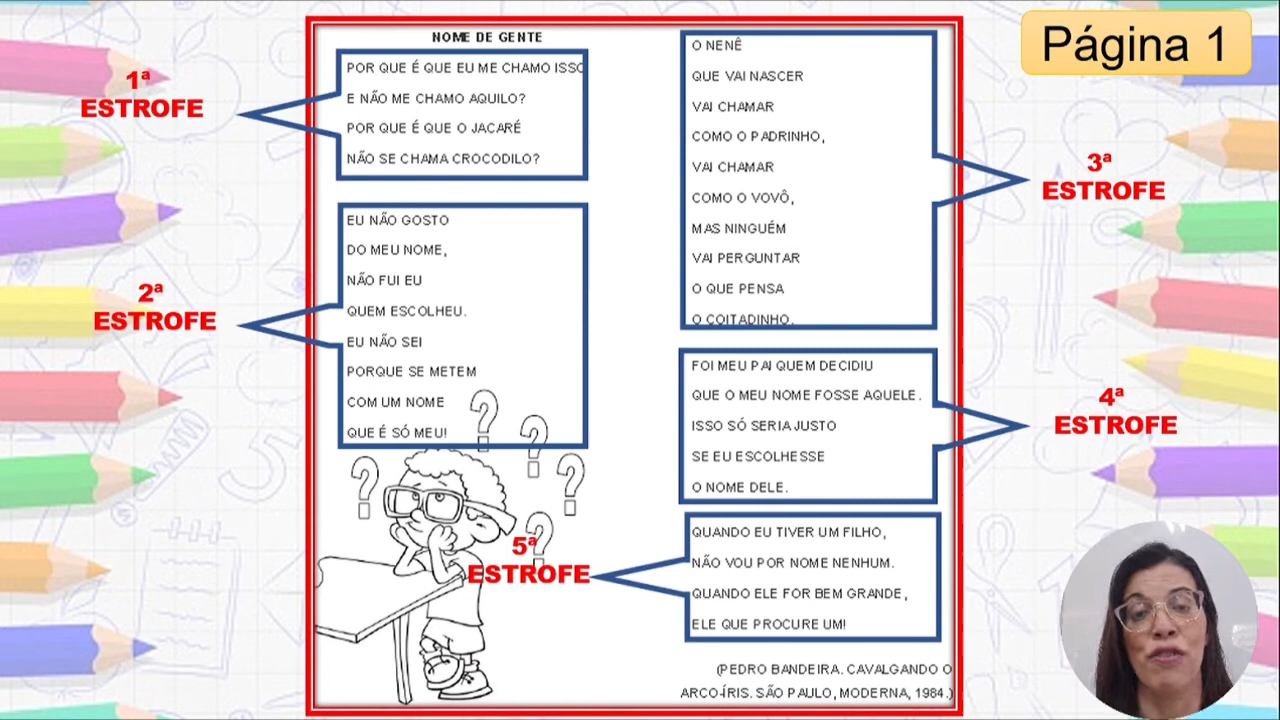 Página 1
NOME DE GENTE
1ª
ESTROFE
POR QUE É QUE EU ME CHAMO ISSO
E NÃO ME CHAMO AQUILO?
POR QUE É QUE O JACARÉ
NÃO SE CHAMA CROCODILO?
2ª
ESTROFE
EU NÃO GOSTO
DO MEU NOME,
NÃO FUI EU
QUEM ESCOLHEU.
EU NÃO SEI
PORQUE SE METEM
COM UM NOME
QUE É SÓ MEU!
3ª
ESTROFE
O NENÊ
QUE VAI NASCER
VAI CHAMAR
COMO O PADRINHO,
VAI CHAMAR
COMO O VOVÔ,
MAS NINGUÉM
VAI PERGUNTAR
O QUE PENSA
O COITADINHO.
4ª
ESTROFE
FOI MEU PAI QUEM DECIDIU
QUE O MEU NOME FOSSE AQUELE.
ISSO SÓ SERIA JUSTO
SE EU ESCOLHESSE
O NOME DELE.
5ª
ESTROFE
QUANDO EU TIVER UM FILHO,
NÃO VOU POR NOME NENHUM.
QUANDO ELE FOR BEM GRANDE,
ELE QUE PROCURE UM!
(PEDRO BANDEIRA. CAVALGANDO O
ARCO-ÍRIS. SÃO PAULO, MODERNA, 1984.)
? ? ? ? ?